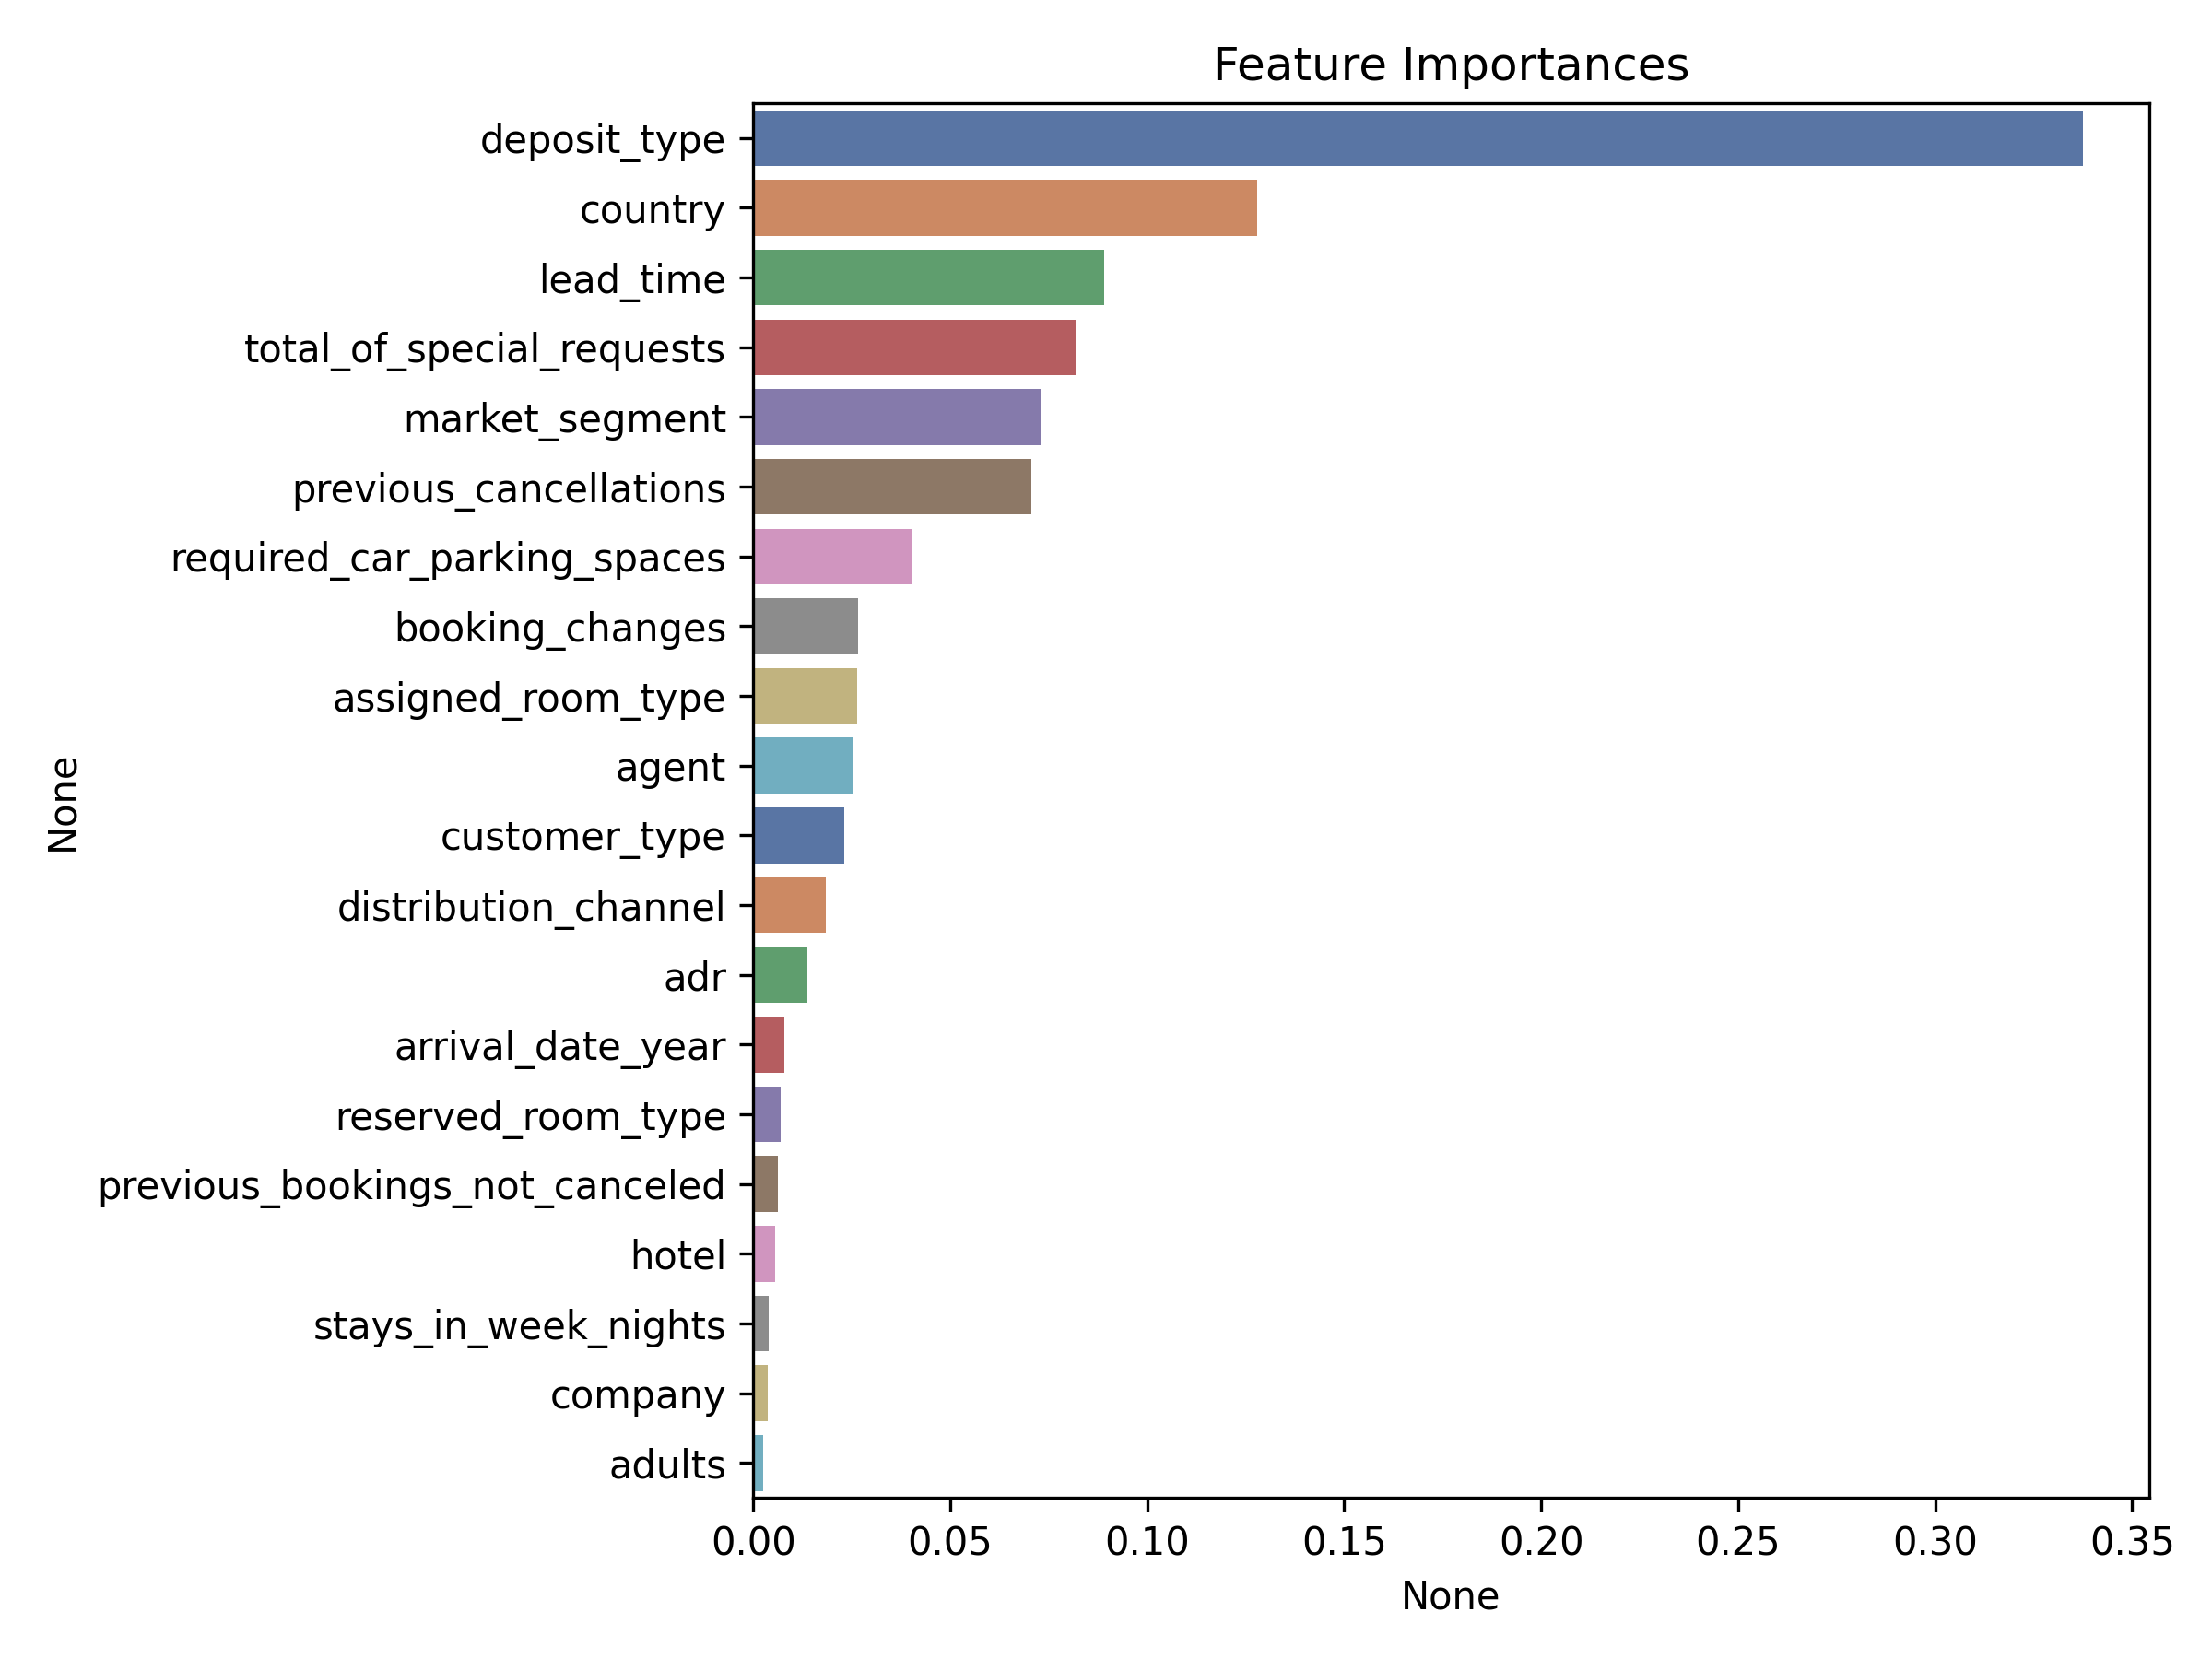 Feature Importances
deposit_type
country
lead_time
total_of_special_requests
market_segment
previous_cancellations
required_car_parking_spaces
booking_changes
assigned_room_type
agent
customer_type
distribution_channel
adr
arrival_date_year
reserved_room_type
previous_bookings_not_canceled
hotel
stays_in_week_nights
company
adults
None
0.00 0.05 0.10 0.15 0.20 0.25 0.30 0.35
None